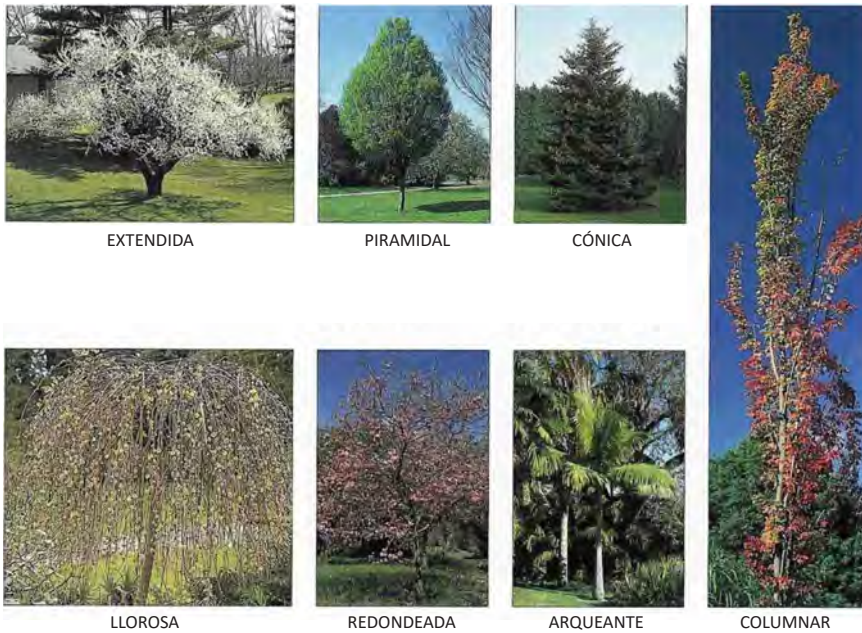 EXTENDIDA
PIRAMIDAL
CÓNICA
LLOROSA
REDONDEADA
ARQUEANTE
COLUMNAR